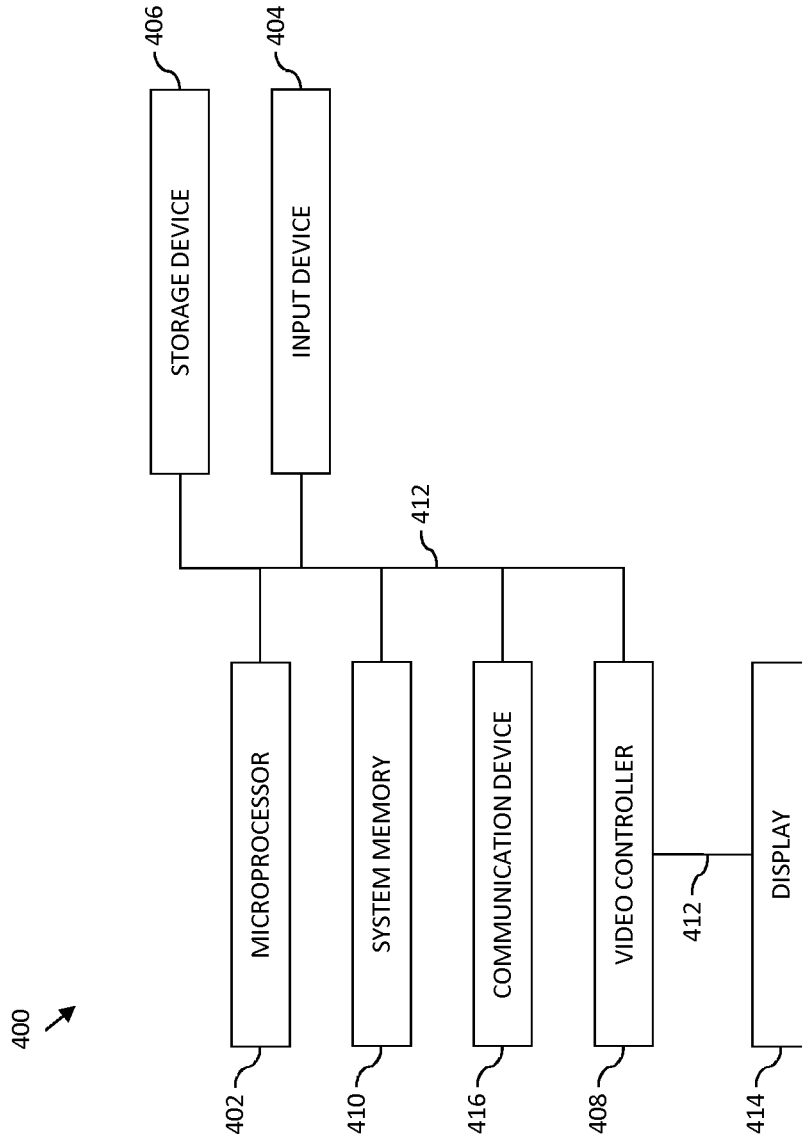 400
402
MICROPROCESSOR
410
SYSTEM MEMORY
416
COMMUNICATION DEVICE
408
VIDEO CONTROLLER
412
414
DISPLAY
412
STORAGE DEVICE
406
INPUT DEVICE
404